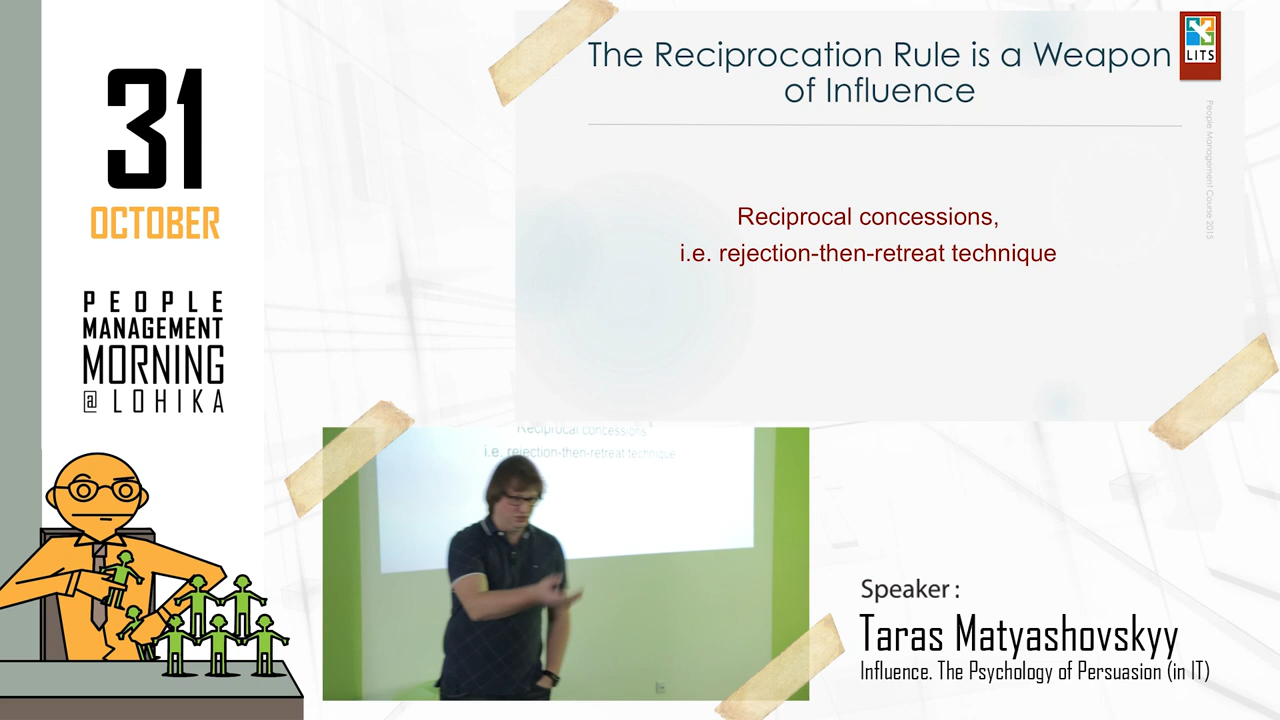 31
OCTOBER
PEOPLE
MANAGEMENT
MORNING
@ LOHIKA
The Reciprocation Rule is a Weapon
of Influence
LITS
People Management Course 2015
Reciprocal concessions,
i.e. rejection-then-retreat technique
Reciprocal concessions,
i.e. rejection-then-retreat technique
Speaker :
Taras Matyashovskyy
Influence. The Psychology of Persuasion (in IT)